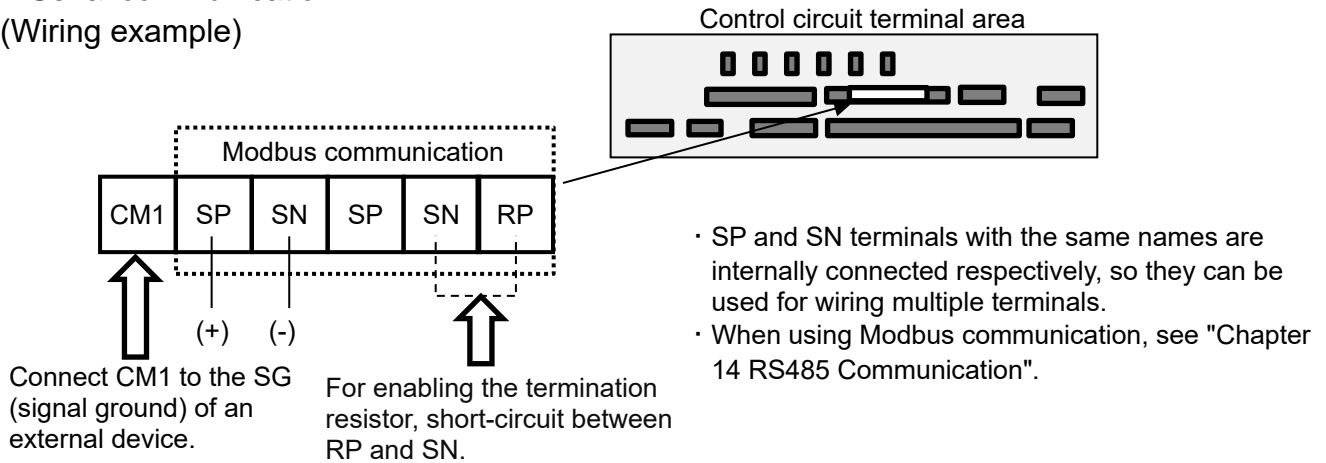 (Wiring example)
Control circuit terminal area
Modbus communication
CM1 SP SN SP SN RP
(+) (-)
Connect CM1 to the SG
(signal ground) of an
external device.
For enabling the termination
resistor, short-circuit between
RP and SN.
・SP and SN terminals with the same names are
internally connected respectively, so they can be
used for wiring multiple terminals.
・When using Modbus communication, see "Chapter
14 RS485 Communication".